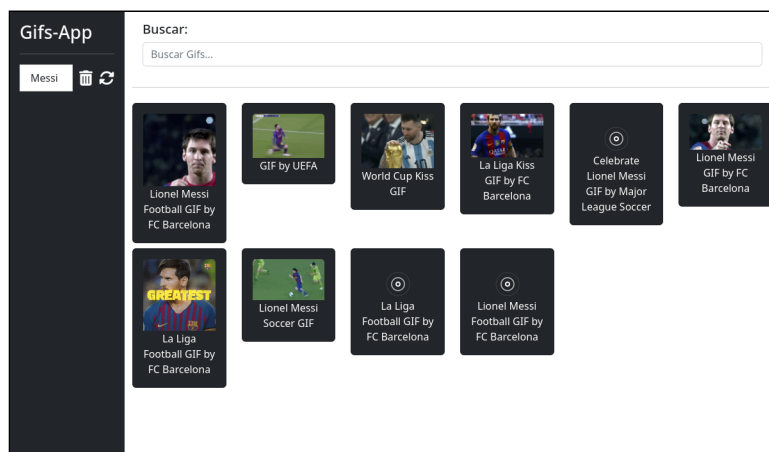 Gifs-App
Messi
Buscar:
Buscar Gifs...
Lionel Messi
Football GIF by
FC Barcelona
GIF by UEFA
World Cup Kiss
GIF
La Liga Kiss
GIF by FC
Barcelona
Celebrate
Lionel Messi
GIF by Major
League Soccer
Lionel Messi
GIF by FC
Barcelona
GREATEST
La Liga
Football GIF by
FC Barcelona
Lionel Messi
Soccer GIF
La Liga
Football GIF by
FC Barcelona
Lionel Messi
Football GIF by
FC Barcelona